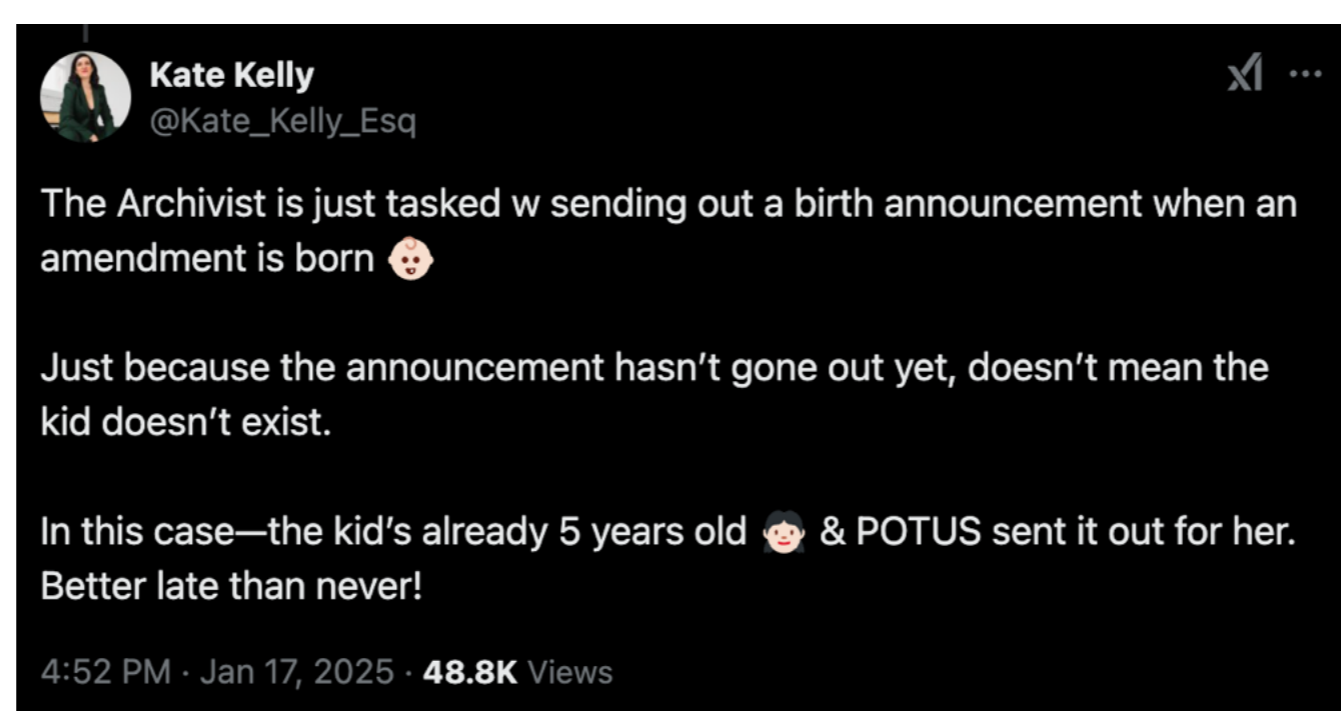 Kate Kelly
@Kate_Kelly_Esq
The Archivist is just tasked w sending out a birth announcement when an
amendment is born 👶🏻
Just because the announcement hasn’t gone out yet, doesn’t mean the
kid doesn’t exist.
In this case—the kid’s already 5 years old 👧🏻 & POTUS sent it out for her.
Better late than never!
4:52 PM · Jan 17, 2025 · 48.8K Views